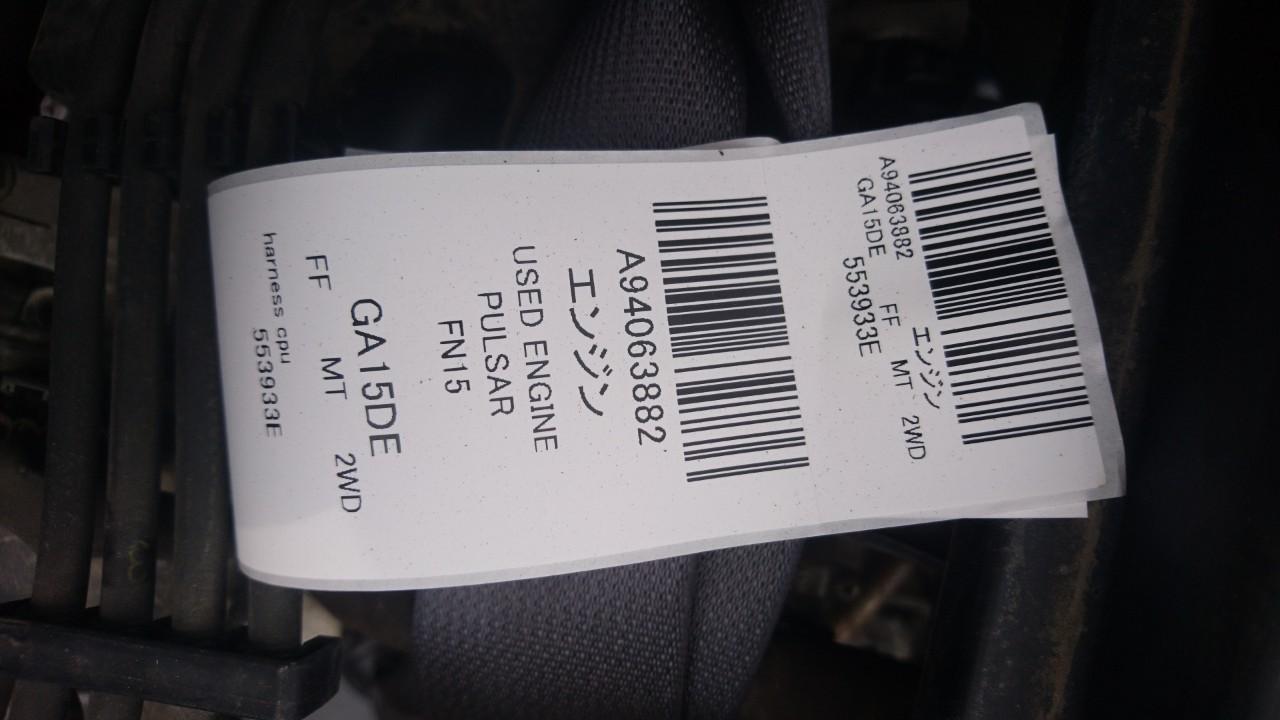 A94063882 エンジン
GA15DE FF MT 2WD
553933E
A94063882
エンジン
USED ENGINE
PULSAR
FN15
GA15DE
FF MT 2WD
harness cpu
553933E